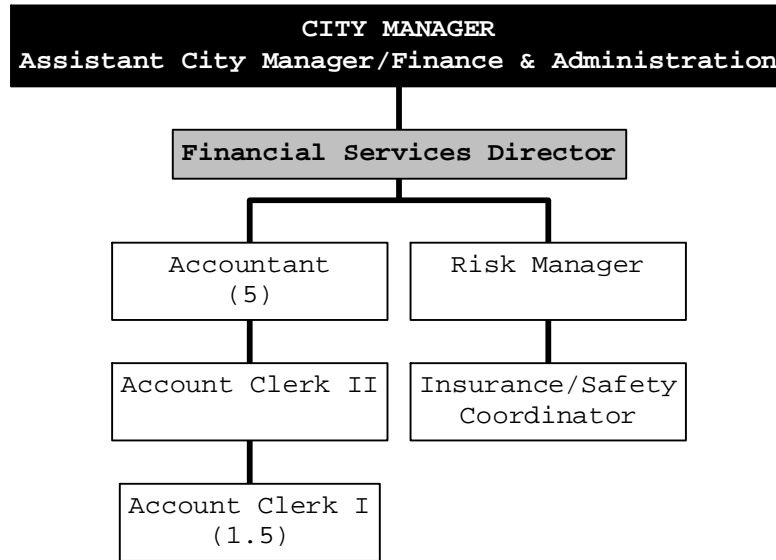 CITY MANAGER
Assistant City Manager/Finance & Administration
Financial Services Director
Accountant
(5)
Risk Manager
Account Clerk II
Insurance/Safety
Coordinator
Account Clerk I
(1.5)